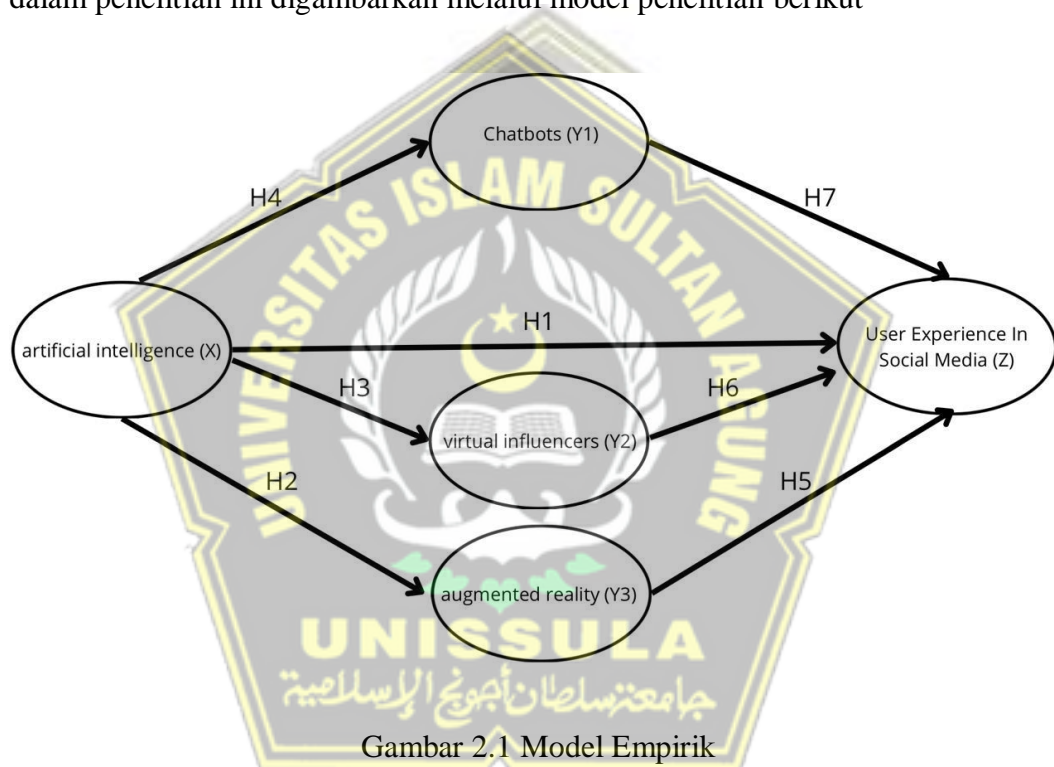 dalam penelitian ini digambarkan melalui model penelitian berikut
Chatbots (Y1)
UNIVERSITAS ISLAM SULTAN AGUNG
H4
H7
H1
artificial intelligence (X)
User Experience In
Social Media (Z)
H3
H6
virtual influencers (Y2)
H2
H5
augmented reality (Y3)
UNISSULA
جامعتسلطان أجونج الإسلامية
Gambar 2.1 Model Empirik